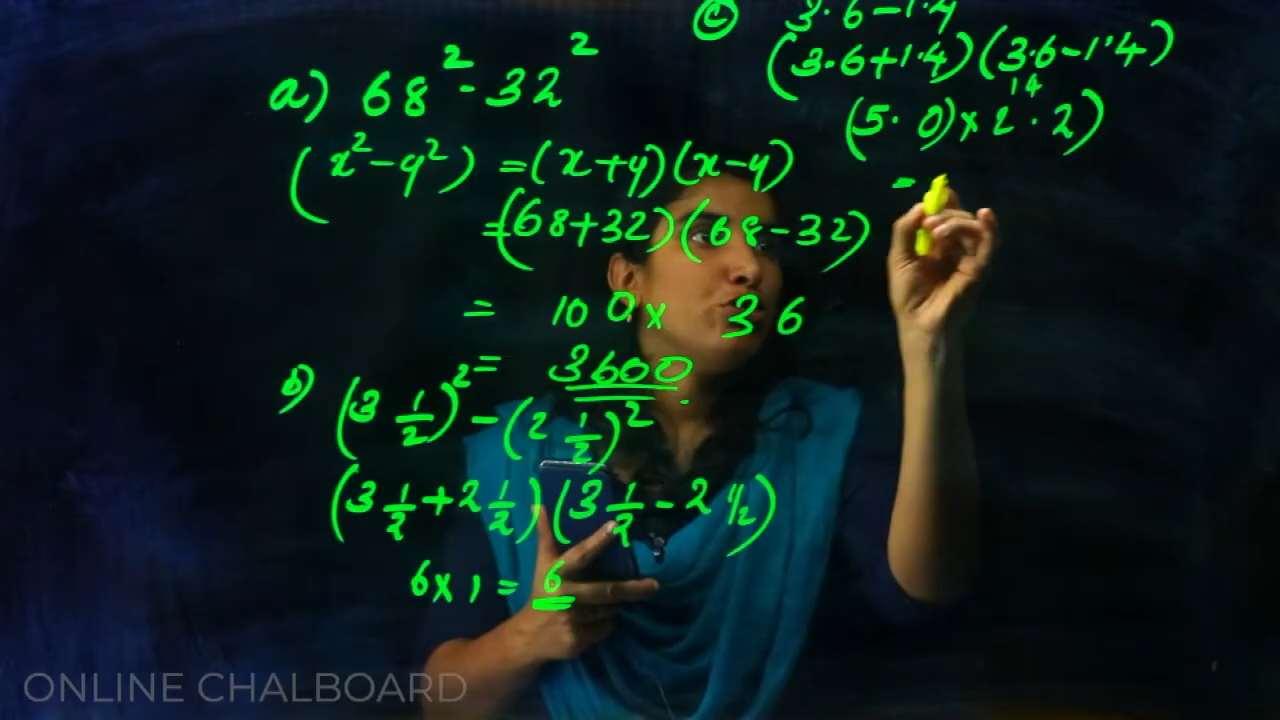 a) 68² - 32²
(x² - y²) = (x+y)(x-y)
=(68+32)(68-32)
= 100 x 36
= 3600
b) (3 1/2)² - (2 1/2)²
(3 1/2 + 2 1/2)(3 1/2 - 2 1/2)
6 x 1 = 6
c) 3.6 - 1.4
(3.6+1.4)(3.6-1.4)
14
(5.0) x 2.2)
=
ONLINE CHALBOARD